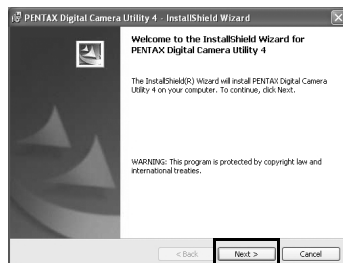 PENTAX Digital Camera Utility 4 - InstallShield Wizard
Welcome to the InstallShield Wizard for
PENTAX Digital Camera Utility 4
The InstallShield(R) Wizard will install PENTAX Digital Camera
Utility 4 on your computer. To continue, click Next.
WARNING: This program is protected by copyright law and
international treaties.
< Back
Next >
Cancel